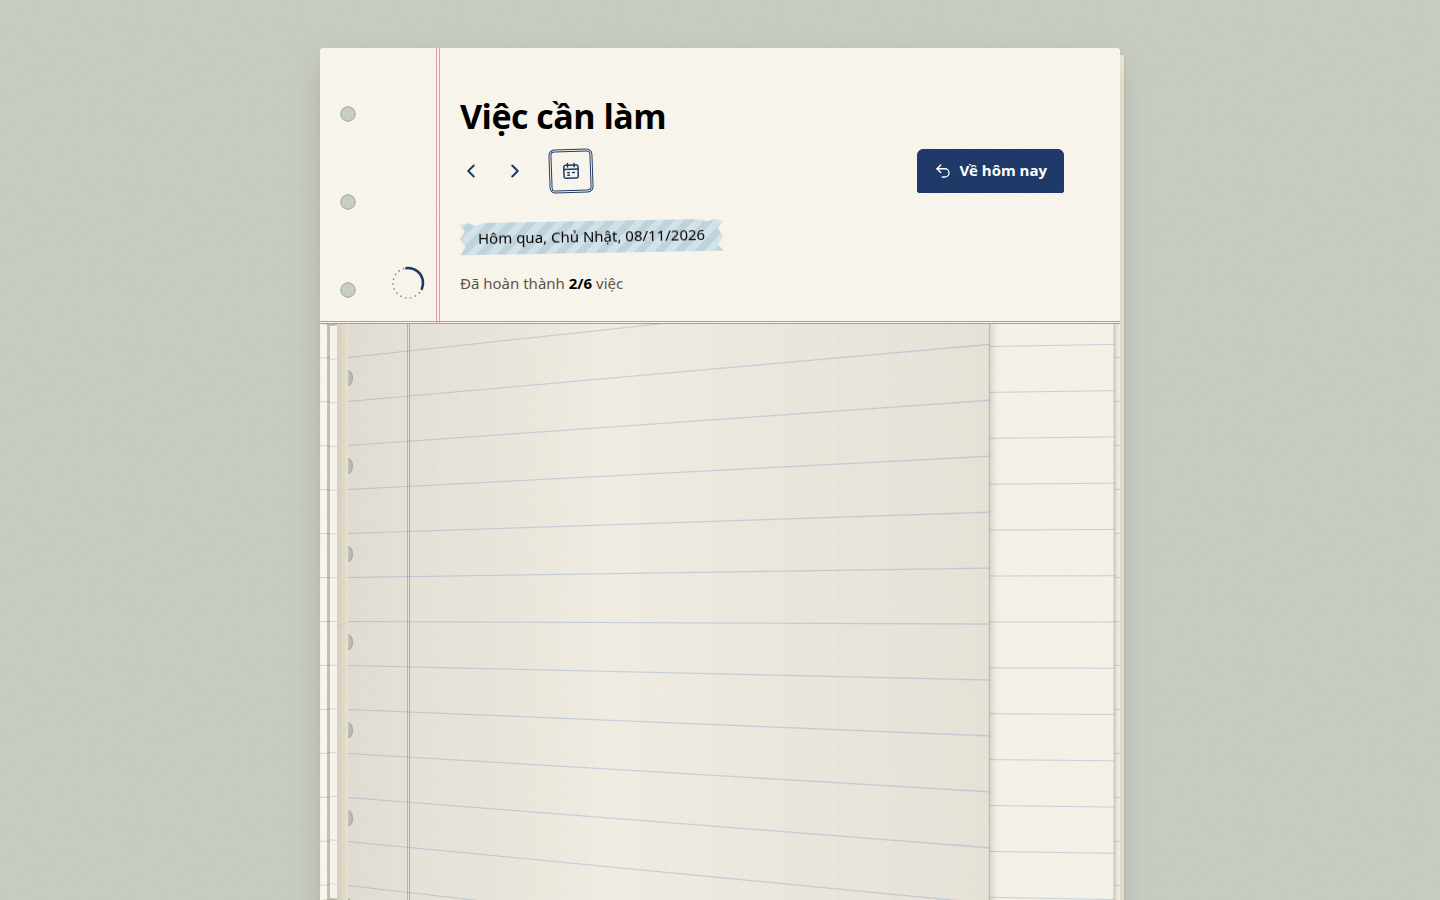 Việc cần làm
Về hôm nay
Hôm qua, Chủ Nhật, 08/11/2026
Đã hoàn thành 2/6 việc